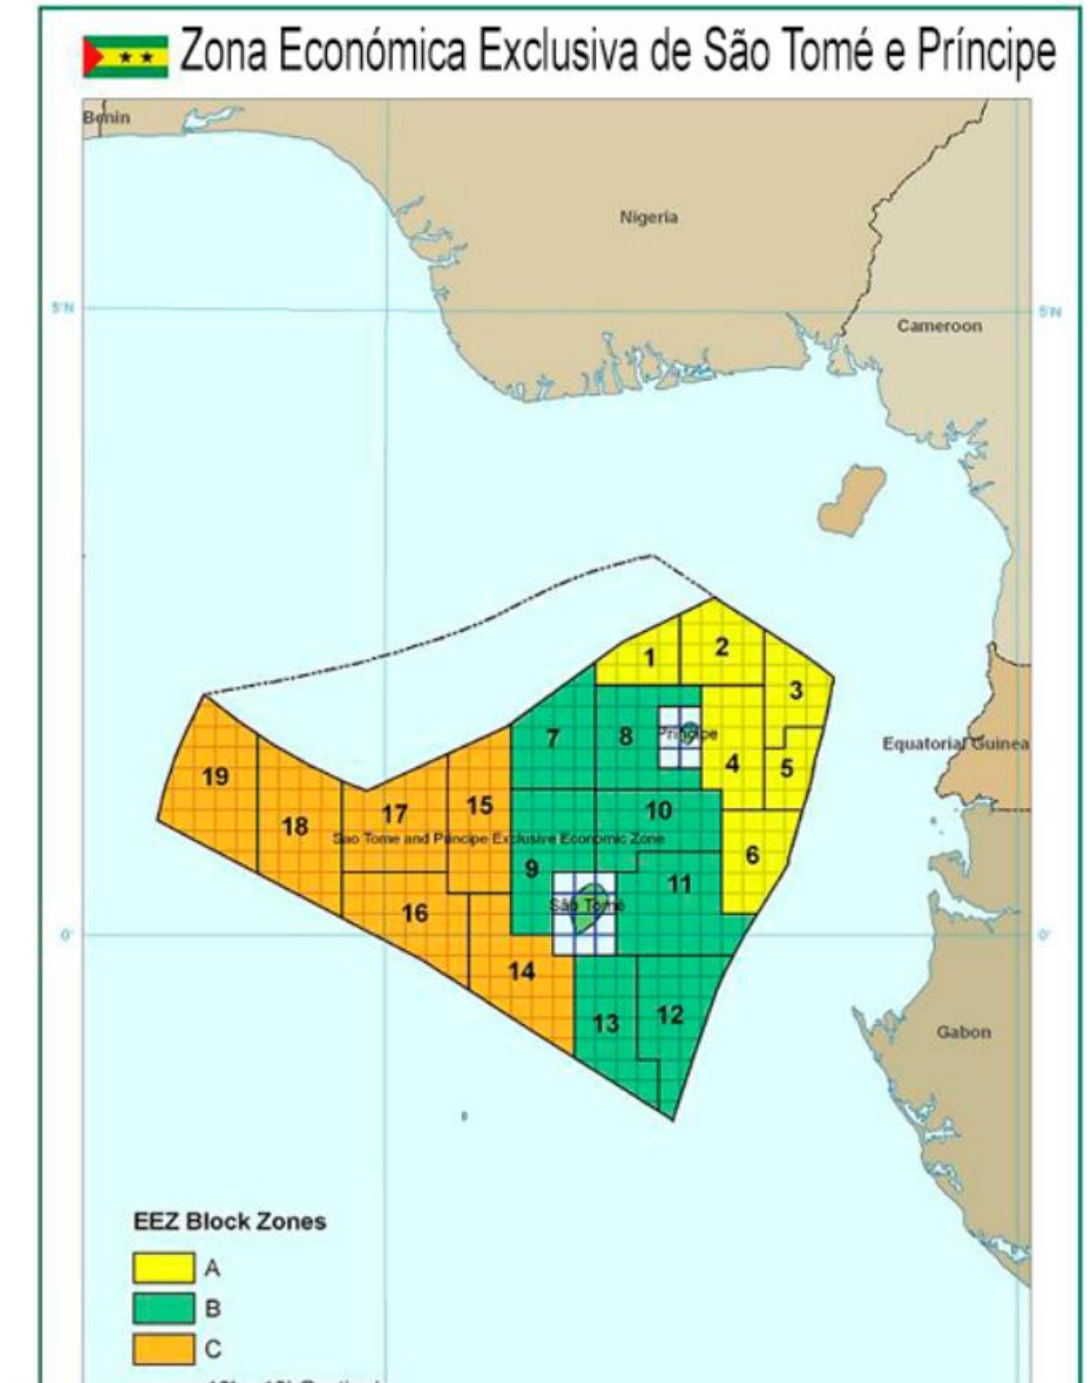 Zona Económica Exclusiva de São Tomé e Príncipe
Benin
Nigeria
5°N
5°N
Cameroon
1
2
3
Príncipe
7
8
4
5
Equatorial Guinea
19
15
17
10
18
Sao Tome and Principe Exclusive Economic Zone
6
9
11
São Tomé
16
0°
0°
14
12
13
Gabon
EEZ Block Zones
A
B
C